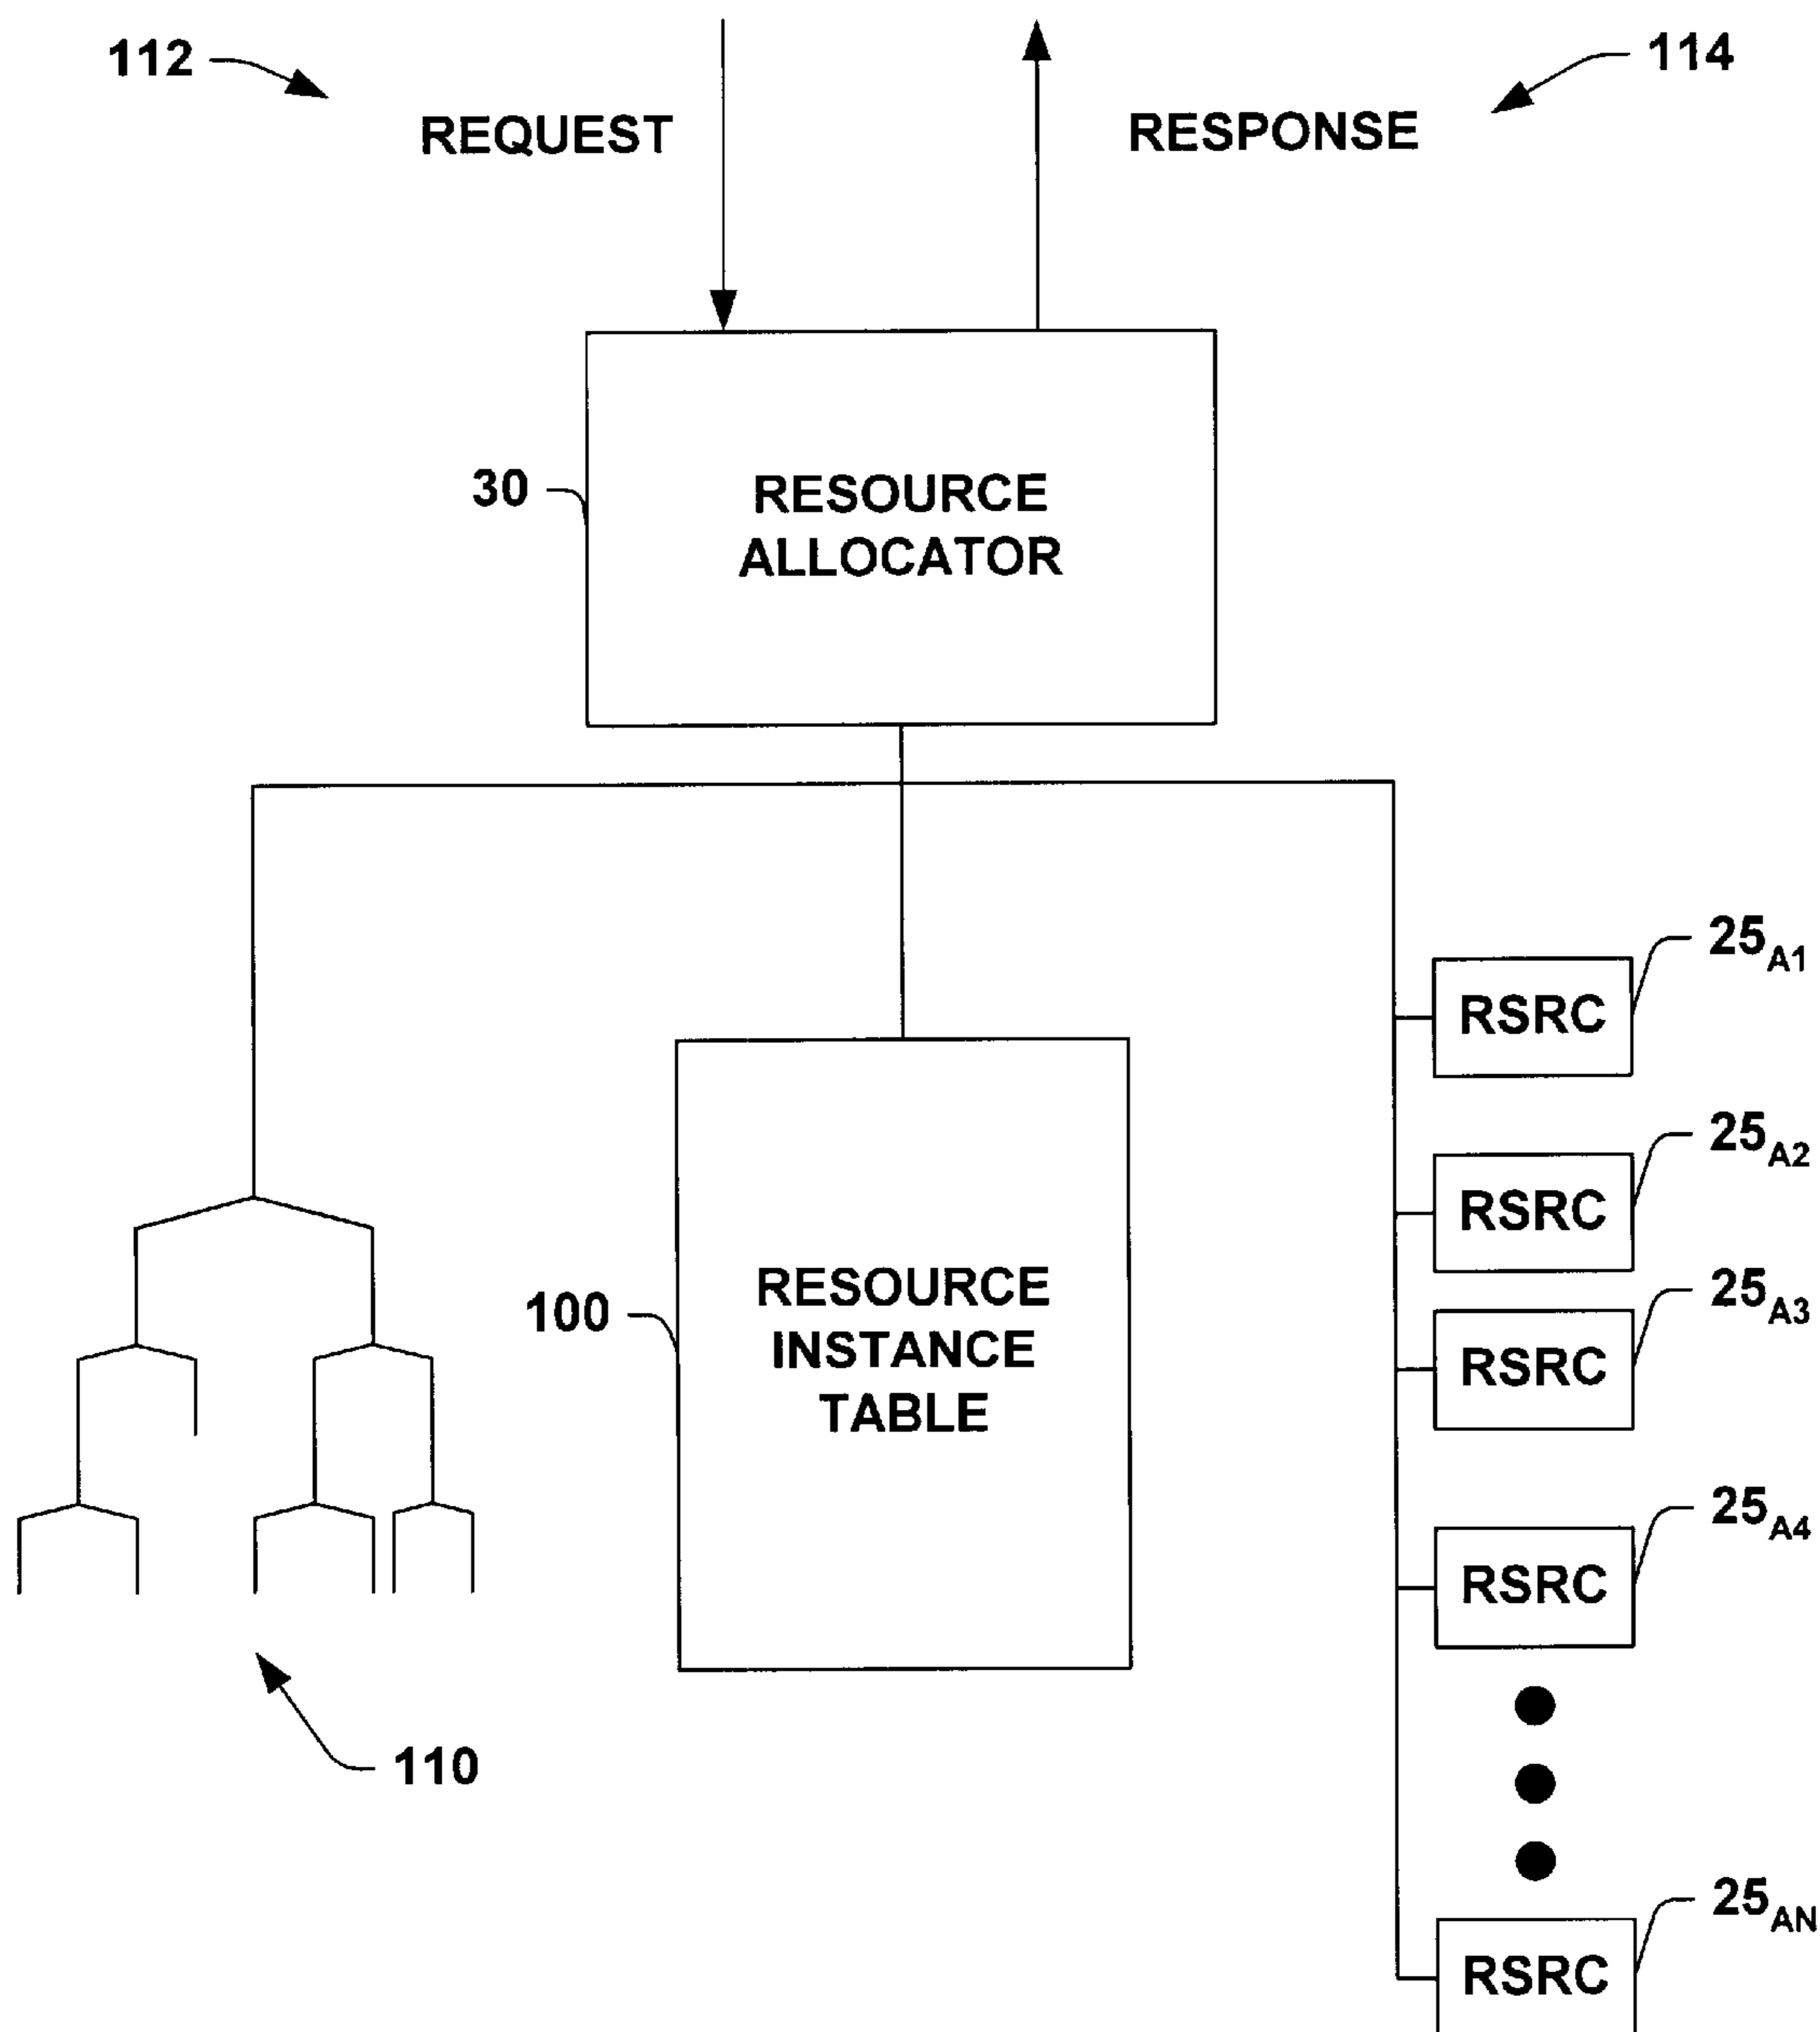 112
114
REQUEST
RESPONSE
30
RESOURCE
ALLOCATOR
25A1
RSRC
25A2
RSRC
100
RESOURCE
INSTANCE
TABLE
25A3
RSRC
25A4
RSRC
110
25AN
RSRC